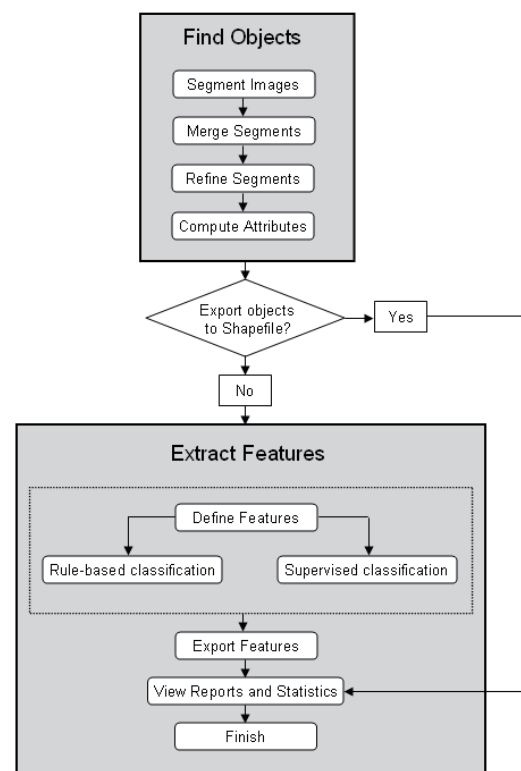 Find Objects
Segment Images
Merge Segments
Refine Segments
Compute Attributes
Export objects
to Shapefile?
Yes
No
Extract Features
Define Features
Rule-based classification
Supervised classification
Export Features
View Reports and Statistics
Finish